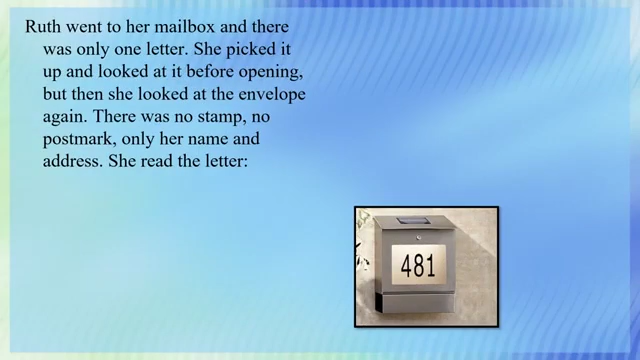 Ruth went to her mailbox and there
was only one letter. She picked it
up and looked at it before opening,
but then she looked at the envelope
again. There was no stamp, no
postmark, only her name and
address. She read the letter:
481